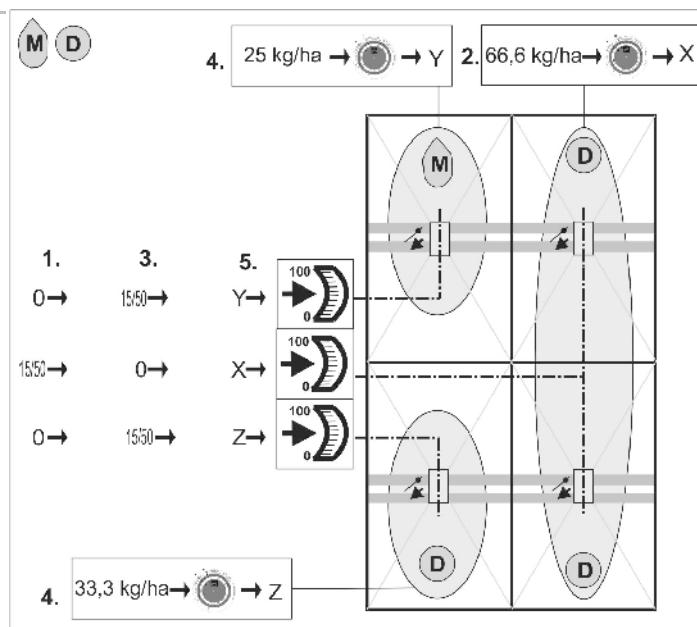 M D
4. 25 kg/ha → Y
2. 66,6 kg/ha → X
M D
1. 3. 5.
0→ 15/50→ Y→ 100 0
15/50→ 0→ X→ 100 0
0→ 15/50→ Z→ 100 0
D D
4. 33,3 kg/ha → Z